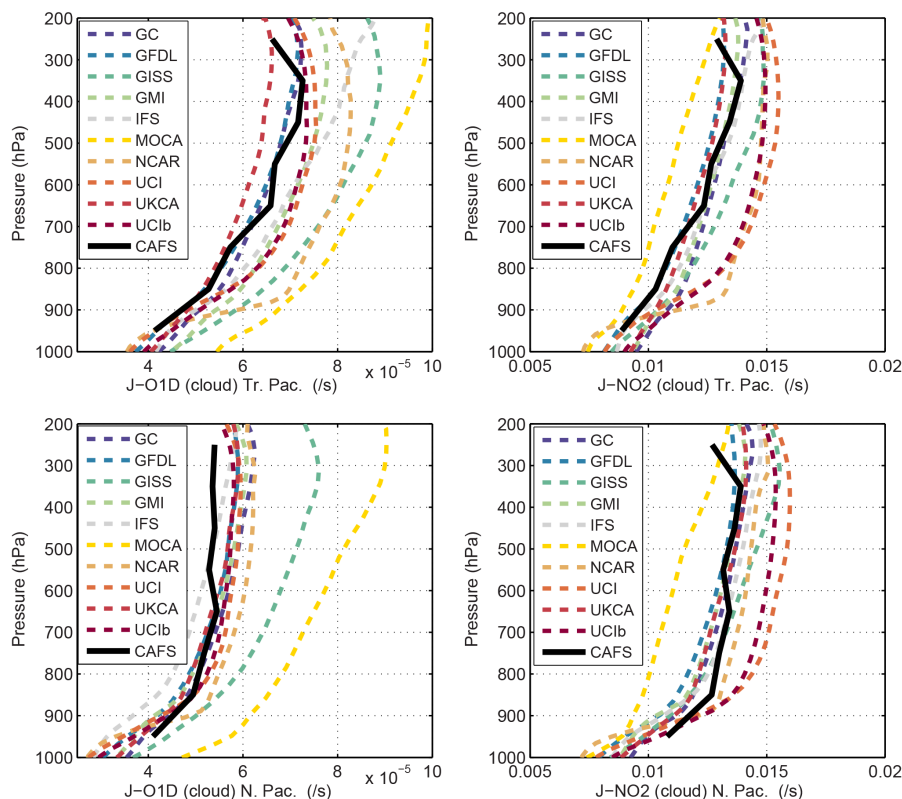 200
300
400
500
600
700
800
900
1000
Pressure (hPa)
GC
GFDL
GISS
GMI
IFS
MOCA
NCAR
UCI
UKCA
UCIb
CAFS
4 6 8 10
x 10⁻⁵
J−O1D (cloud) Tr. Pac. (/s)
200
300
400
500
600
700
800
900
1000
Pressure (hPa)
GC
GFDL
GISS
GMI
IFS
MOCA
NCAR
UCI
UKCA
UCIb
CAFS
0.005 0.01 0.015 0.02
J−NO2 (cloud) Tr. Pac. (/s)
200
300
400
500
600
700
800
900
1000
Pressure (hPa)
GC
GFDL
GISS
GMI
IFS
MOCA
NCAR
UCI
UKCA
UCIb
CAFS
4 6 8 10
x 10⁻⁵
J−O1D (cloud) N. Pac. (/s)
200
300
400
500
600
700
800
900
1000
Pressure (hPa)
GC
GFDL
GISS
GMI
IFS
MOCA
NCAR
UCI
UKCA
UCIb
CAFS
0.005 0.01 0.015 0.02
J−NO2 (cloud) N. Pac. (/s)